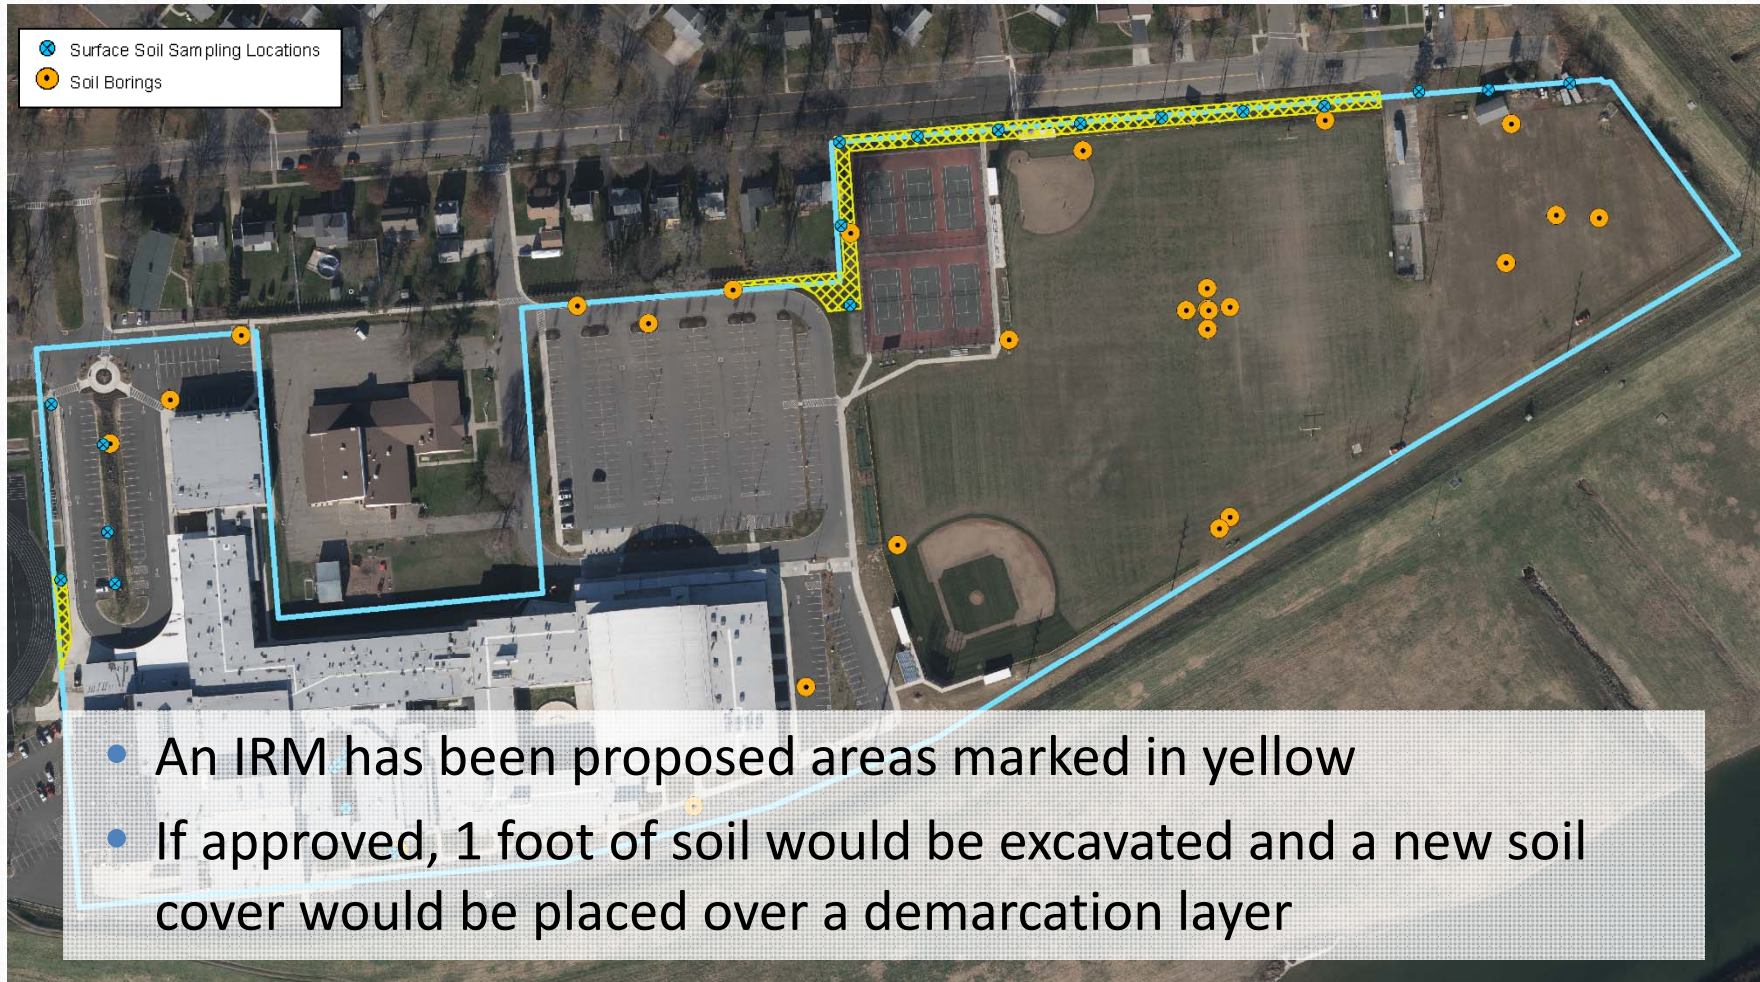 Surface Soil Sampling Locations
Soil Borings
An IRM has been proposed areas marked in yellow
If approved, 1 foot of soil would be excavated and a new soil
cover would be placed over a demarcation layer